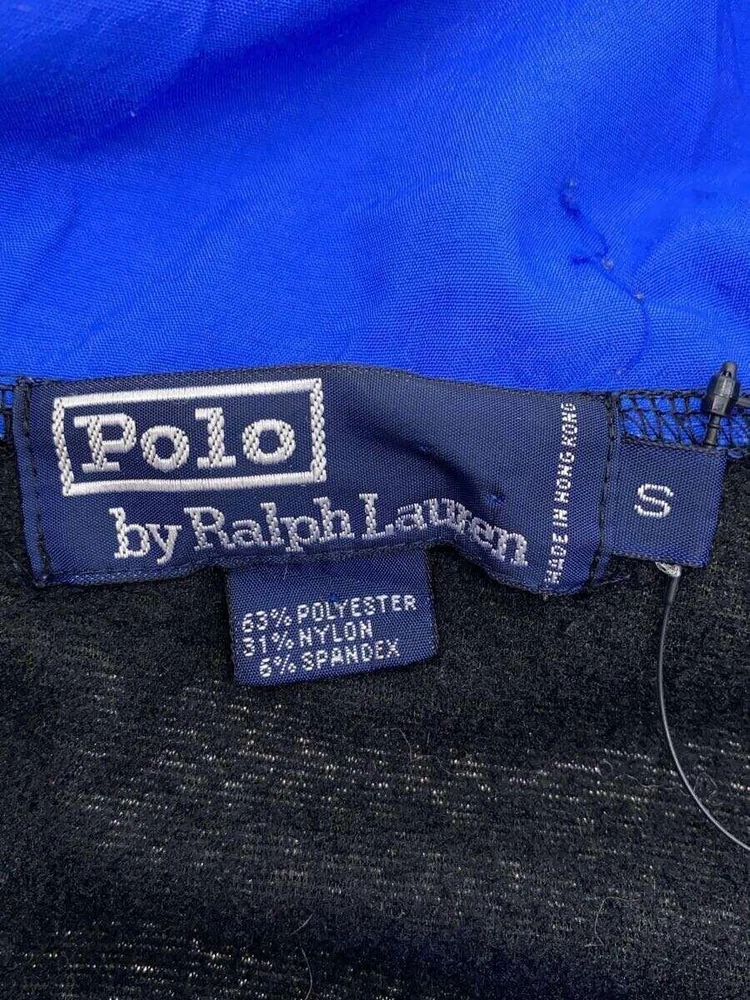 Polo
by Ralph Lauren
MADE IN HONG KONG
S
63% POLYESTER
31% NYLON
6% SPANDEX